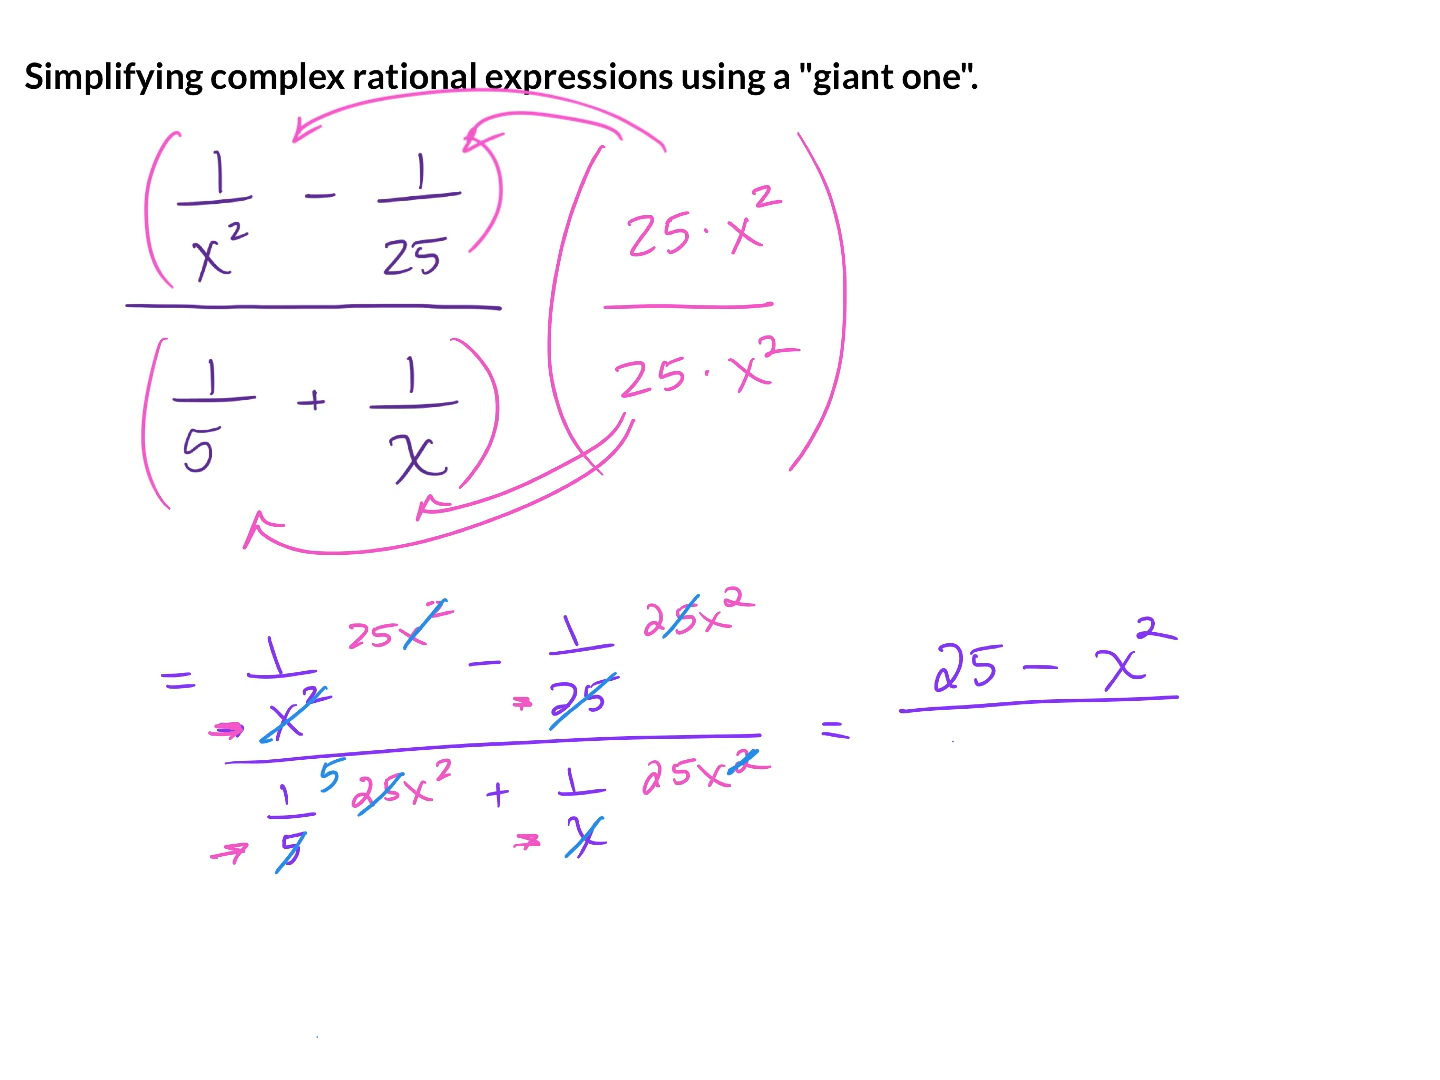 Simplifying complex rational expressions using a "giant one".
(1/x² - 1/25) / (1/5 + 1/x) (25·x² / 25·x²)
= (1/x² 25x² - 1/25 25x²) / (1/5 5 25x² + 1/x 25x²) = 25 - x²